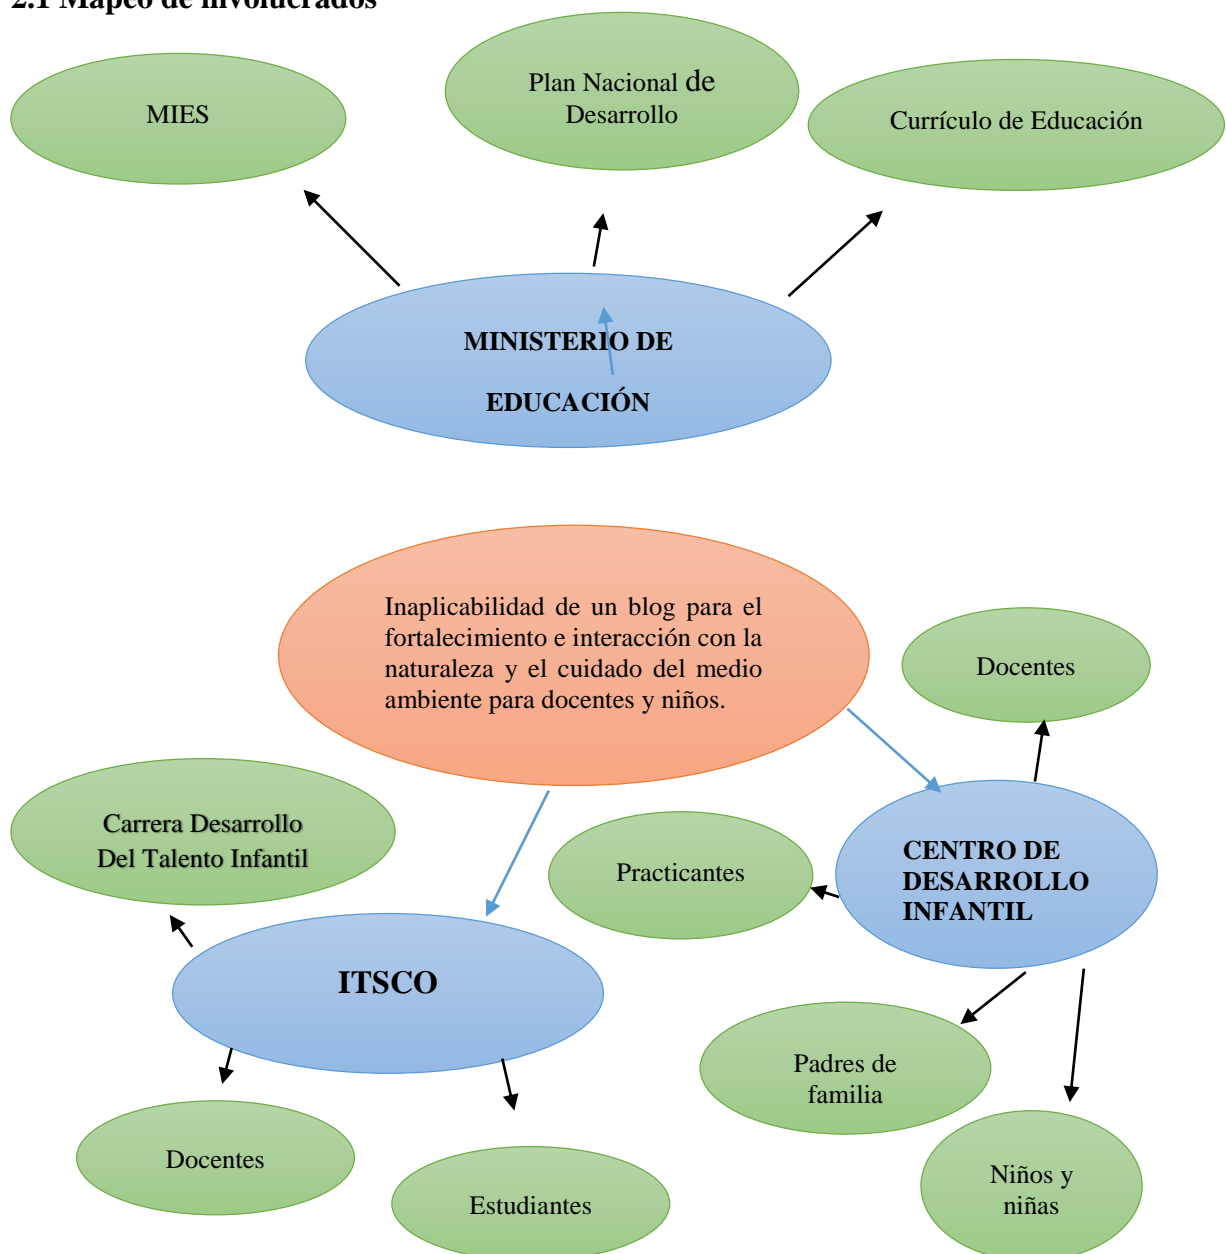 2.1 Mapeo de involucrados
MIES
Plan Nacional de
Desarrollo
Currículo de Educación
MINISTERIO DE
EDUCACIÓN
Inaplicabilidad de un blog para el
fortalecimiento e interacción con la
naturaleza y el cuidado del medio
ambiente para docentes y niños.
Docentes
Carrera Desarrollo
Del Talento Infantil
Practicantes
CENTRO DE
DESARROLLO
INFANTIL
ITSCO
Padres de
familia
Docentes
Estudiantes
Niños y
niñas